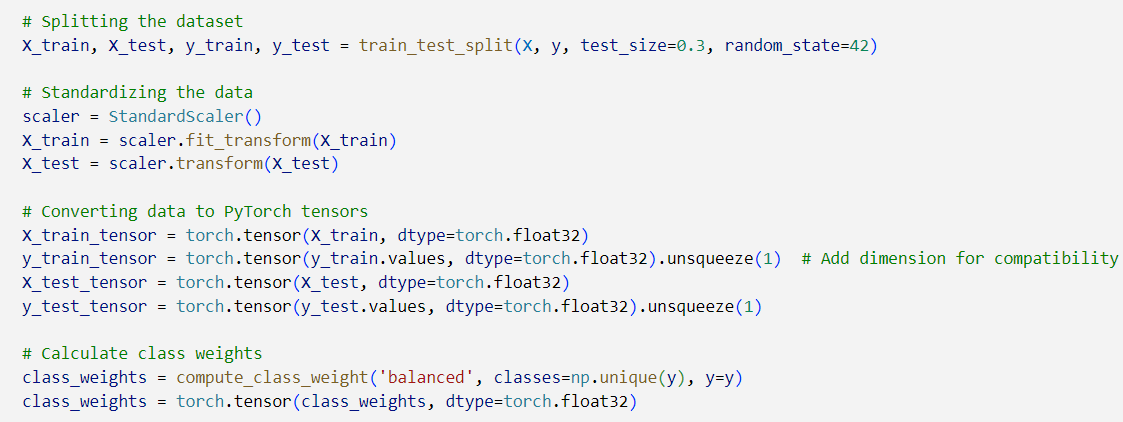 # Splitting the dataset
X_train, X_test, y_train, y_test = train_test_split(X, y, test_size=0.3, random_state=42)
# Standardizing the data
scaler = StandardScaler()
X_train = scaler.fit_transform(X_train)
X_test = scaler.transform(X_test)
# Converting data to PyTorch tensors
X_train_tensor = torch.tensor(X_train, dtype=torch.float32)
y_train_tensor = torch.tensor(y_train.values, dtype=torch.float32).unsqueeze(1)  # Add dimension for compatibility
X_test_tensor = torch.tensor(X_test, dtype=torch.float32)
y_test_tensor = torch.tensor(y_test.values, dtype=torch.float32).unsqueeze(1)
# Calculate class weights
class_weights = compute_class_weight('balanced', classes=np.unique(y), y=y)
class_weights = torch.tensor(class_weights, dtype=torch.float32)